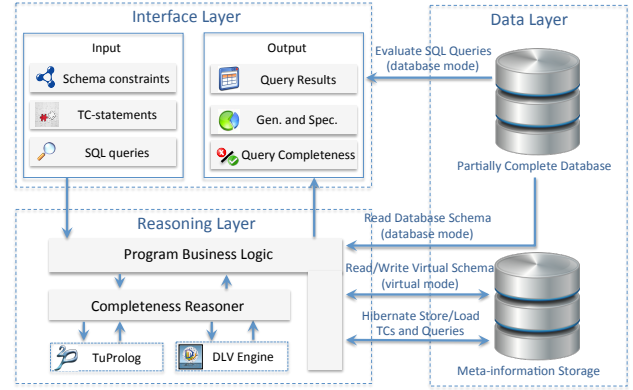 Interface Layer
Data Layer
Input
Schema constraints
TC-statements
SQL queries
Output
Query Results
Gen. and Spec.
Query Completeness
Evaluate SQL Queries
(database mode)
Partially Complete Database
Reasoning Layer
Program Business Logic
Completeness Reasoner
TuProlog
DLV Engine
Read Database Schema
(database mode)
Read/Write Virtual Schema
(virtual mode)
Hibernate Store/Load
TCs and Queries
Meta-information Storage